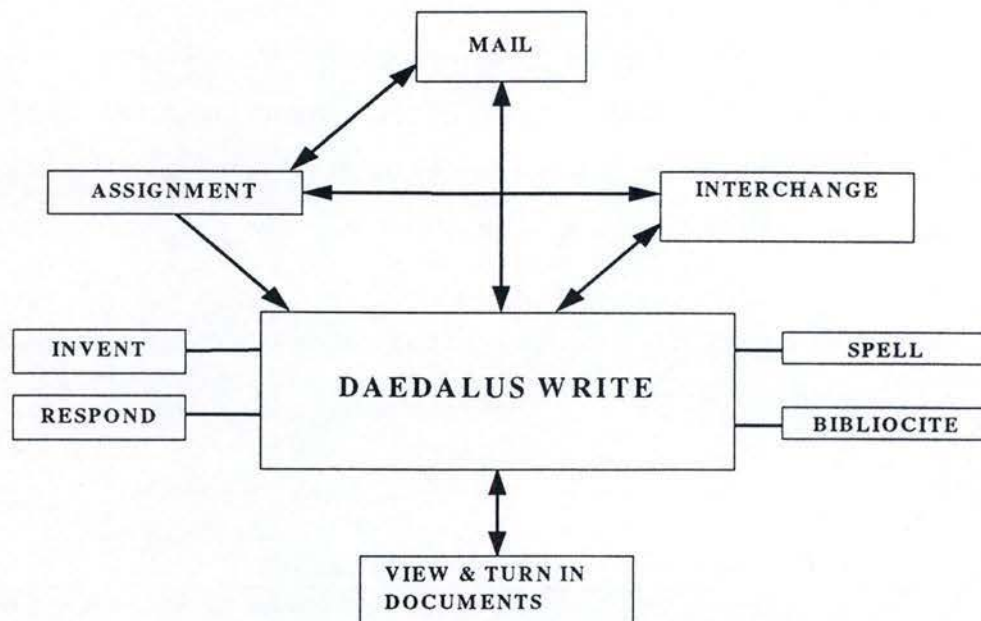 MAIL
ASSIGNMENT
INTERCHANGE
INVENT
SPELL
DAEDALUS WRITE
RESPOND
BIBLIOCITE
VIEW & TURN IN
DOCUMENTS